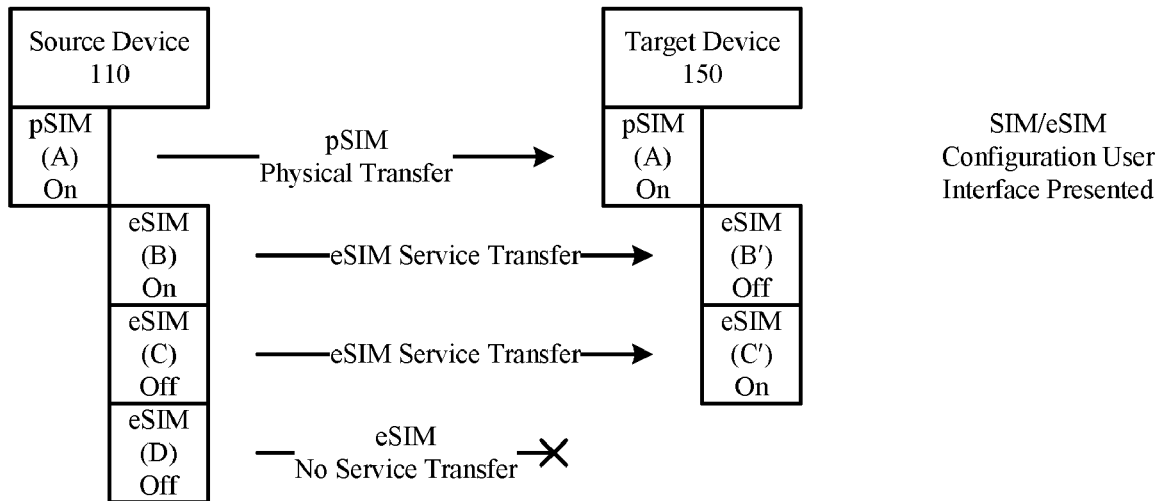 Source Device
110
Target Device
150
pSIM
(A)
On
pSIM
Physical Transfer
pSIM
(A)
On
SIM/eSIM
Configuration User
Interface Presented
eSIM
(B)
On
eSIM Service Transfer
eSIM
(B′)
Off
eSIM
(C)
Off
eSIM Service Transfer
eSIM
(C′)
On
eSIM
(D)
Off
eSIM
No Service Transfer